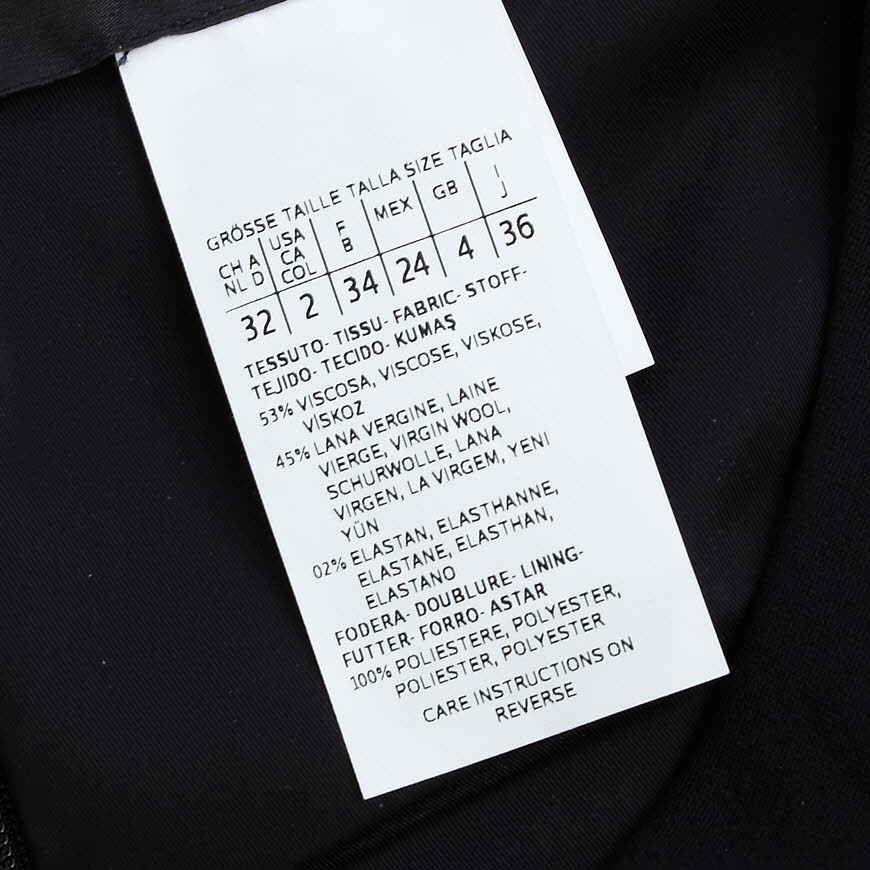 GRÖSSE TAILLE TALLA SIZE TAGLIA
CH A USA F MEX GB I
NL D CA B J
COL
32 2 34 24 4 36
TESSUTO- TISSU- FABRIC- STOFF-
TEJIDO- TECIDO- KUMAŞ
53% VISCOSA, VISCOSE, VISKOSE,
VİSKOZ
45% LANA VERGINE, LAINE
VIERGE, VIRGIN WOOL,
SCHURWOLLE, LANA
VIRGEN, LA VIRGEM, YENI
YÜN
02% ELASTAN, ELASTHANNE,
ELASTANE, ELASTHAN,
ELASTANO
FODERA- DOUBLURE- LINING-
FUTTER- FORRO- ASTAR
100% POLIESTERE, POLYESTER,
POLIESTER, POLYESTER
CARE INSTRUCTIONS ON
REVERSE